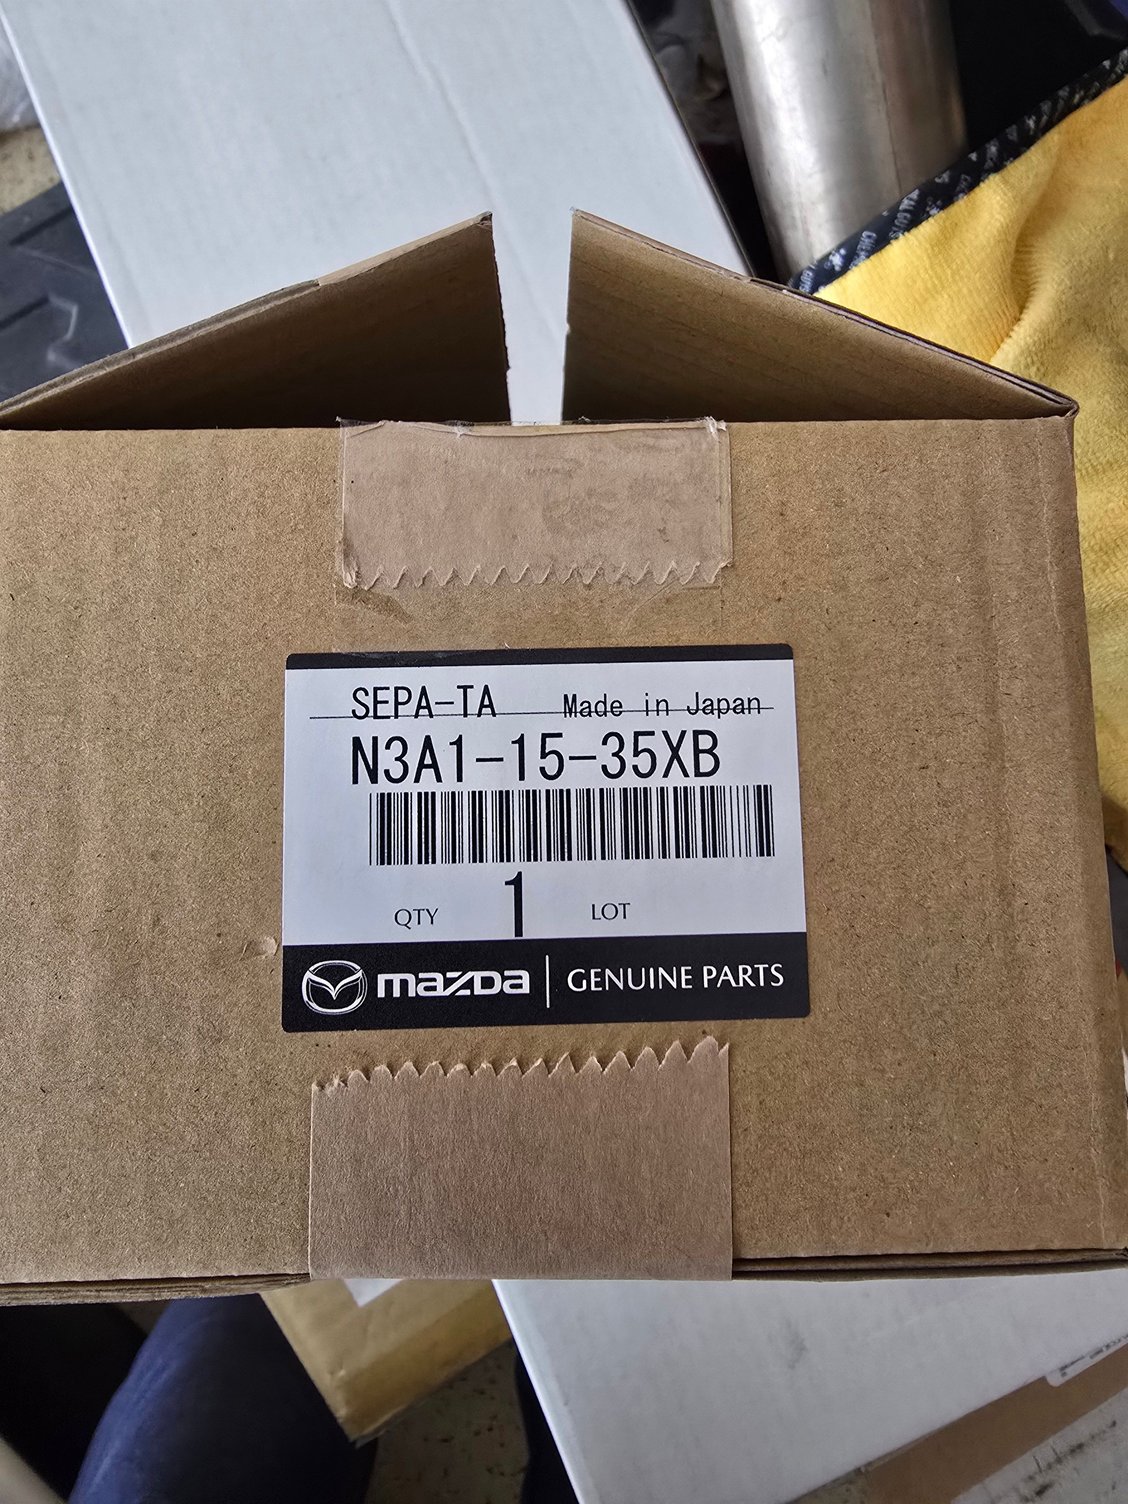 SEPA-TA Made in Japan
N3A1-15-35XB
QTY 1 LOT
mazda GENUINE PARTS